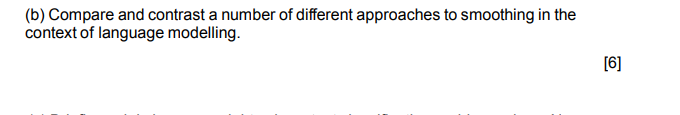 (b) Compare and contrast a number of different approaches to smoothing in the
context of language modelling.
[6]